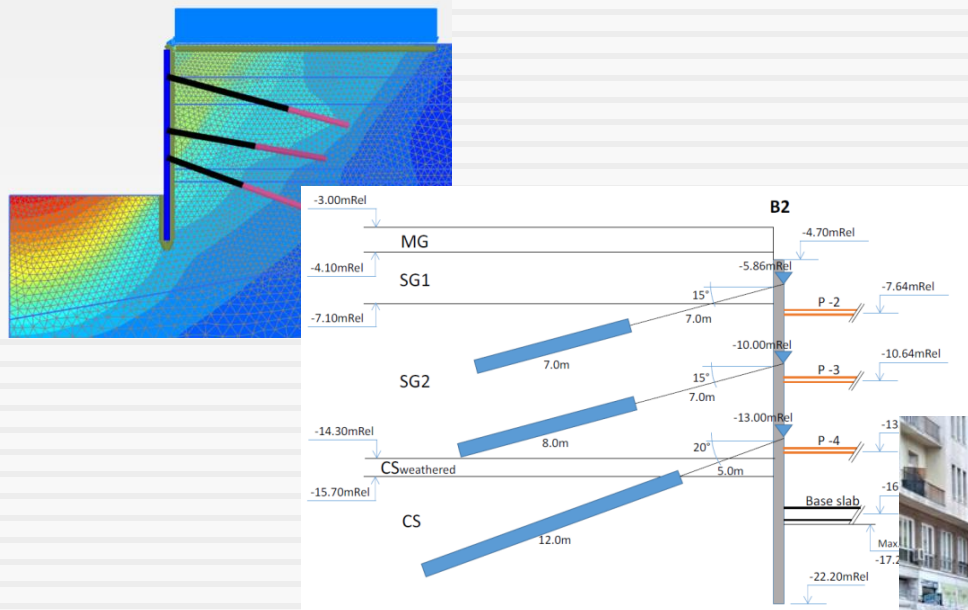 B2
-3.00mRel
-4.70mRel
MG
-4.10mRel
SG1
-5.86mRel
15°
7.0m
P -2
-7.64mRel
-7.10mRel
7.0m
-10.00mRel
P -3
-10.64mRel
SG2
15°
7.0m
8.0m
-13.00mRel
P -4
20°
5.0m
-14.30mRel
CSweathered
-15.70mRel
CS
Base slab
12.0m
Max
-22.20mRel